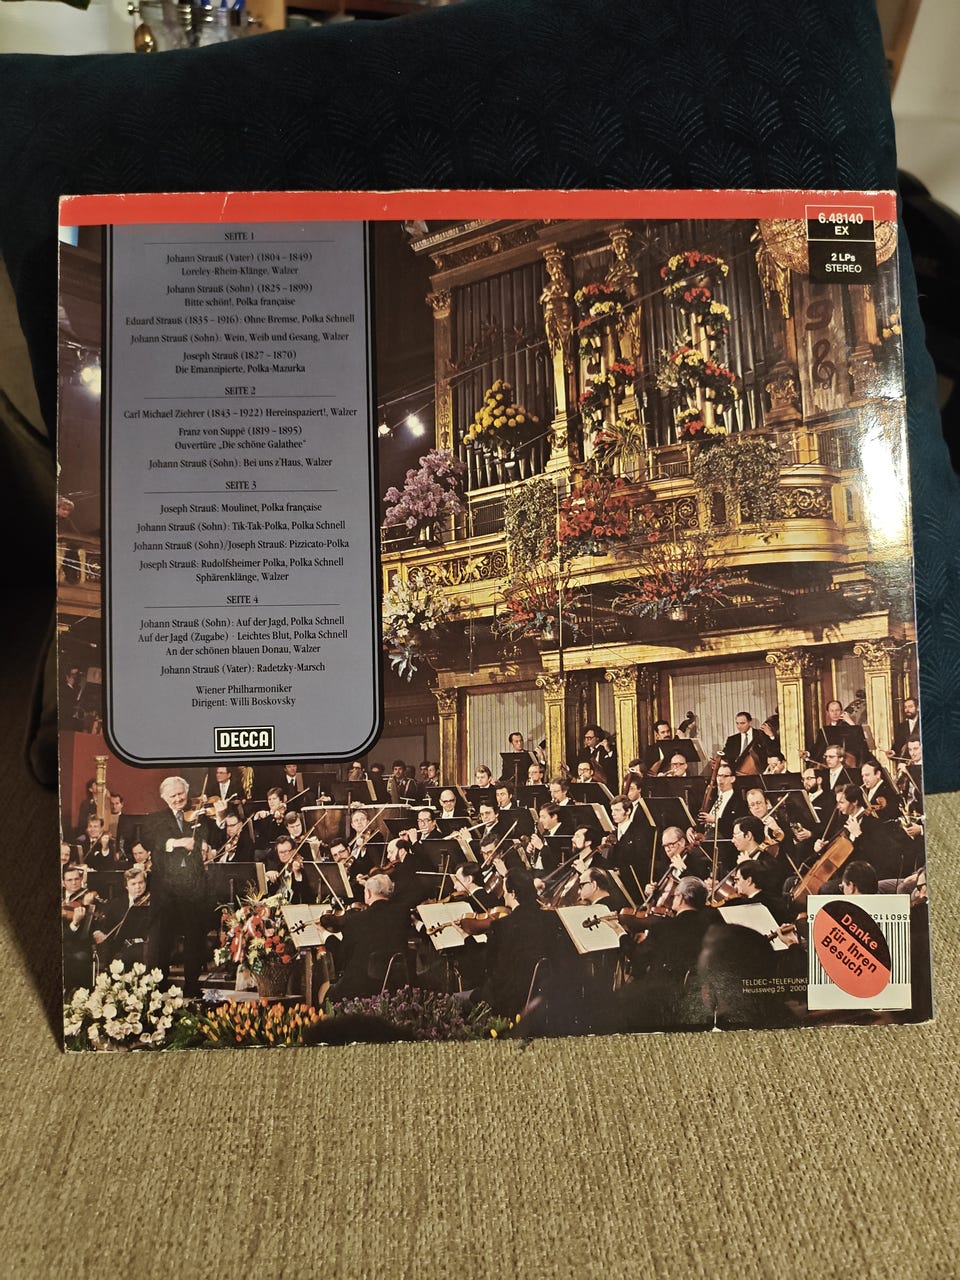 SEITE 1
Johann Strauß (Vater) (1804 – 1849)
Loreley-Rhein-Klänge, Walzer
Johann Strauß (Sohn) (1825 – 1899)
Bitte schön!, Polka française
Eduard Strauß (1835 – 1916): Ohne Bremse, Polka Schnell
Johann Strauß (Sohn): Wein, Weib und Gesang, Walzer
Joseph Strauß (1827 – 1870)
Die Emanzipierte, Polka-Mazurka
SEITE 2
Carl Michael Ziehrer (1843 – 1922) Hereinspaziert!, Walzer
Franz von Suppé (1819 – 1895)
Ouvertüre „Die schöne Galathee“
Johann Strauß (Sohn): Bei uns z'Haus, Walzer
SEITE 3
Joseph Strauß: Moulinet, Polka française
Johann Strauß (Sohn): Tik-Tak-Polka, Polka Schnell
Johann Strauß (Sohn)/Joseph Strauß: Pizzicato-Polka
Joseph Strauß: Rudolfsheimer Polka, Polka Schnell
Sphärenklänge, Walzer
SEITE 4
Johann Strauß (Sohn): Auf der Jagd, Polka Schnell
Auf der Jagd (Zugabe) · Leichtes Blut, Polka Schnell
An der schönen blauen Donau, Walzer
Johann Strauß (Vater): Radetzky-Marsch
Wiener Philharmoniker
Dirigent: Willi Boskovsky
DECCA
6.48140
EX
2 LPs
STEREO
TELDEC »TELEFUNKE
Heussweg 25 2000
Danke
für Ihren
Besuch